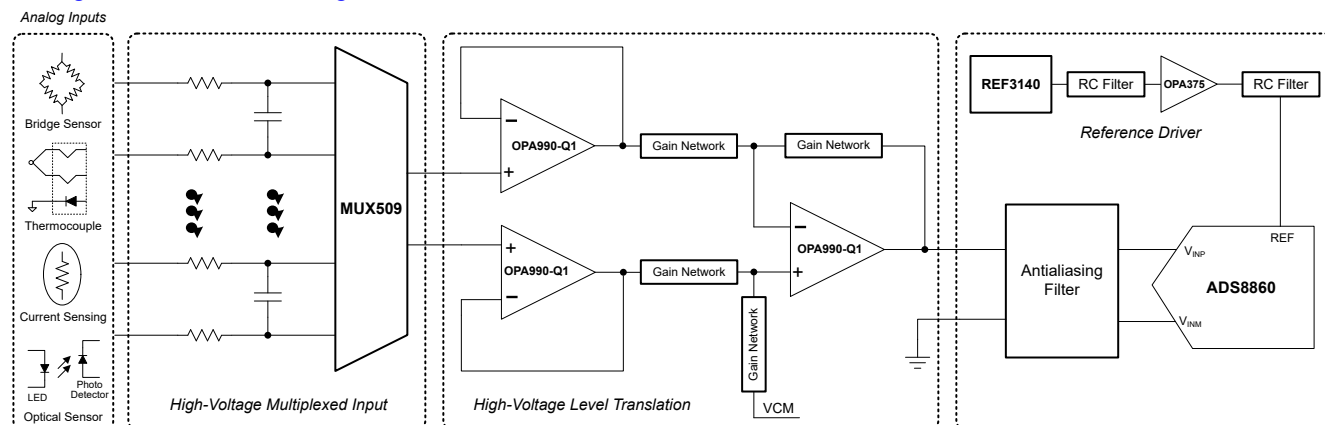 Analog Inputs
Bridge Sensor
Thermocouple
Current Sensing
LED
Photo
Detector
Optical Sensor
MUX509
High-Voltage Multiplexed Input
−
OPA990-Q1
+
+
OPA990-Q1
−
Gain Network
Gain Network
−
OPA990-Q1
+
Gain Network
Gain Network
VCM
High-Voltage Level Translation
REF3140
RC Filter
OPA375
RC Filter
Reference Driver
Antialiasing
Filter
REF
VINP
ADS8860
VINM